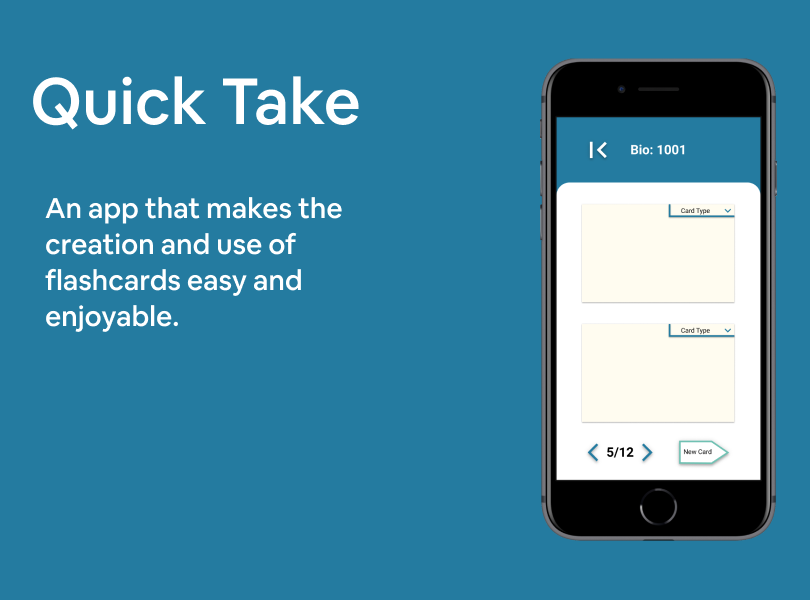 Quick Take
An app that makes the
creation and use of
flashcards easy and
enjoyable.
Bio: 1001
Card Type
Card Type
5/12
New Card